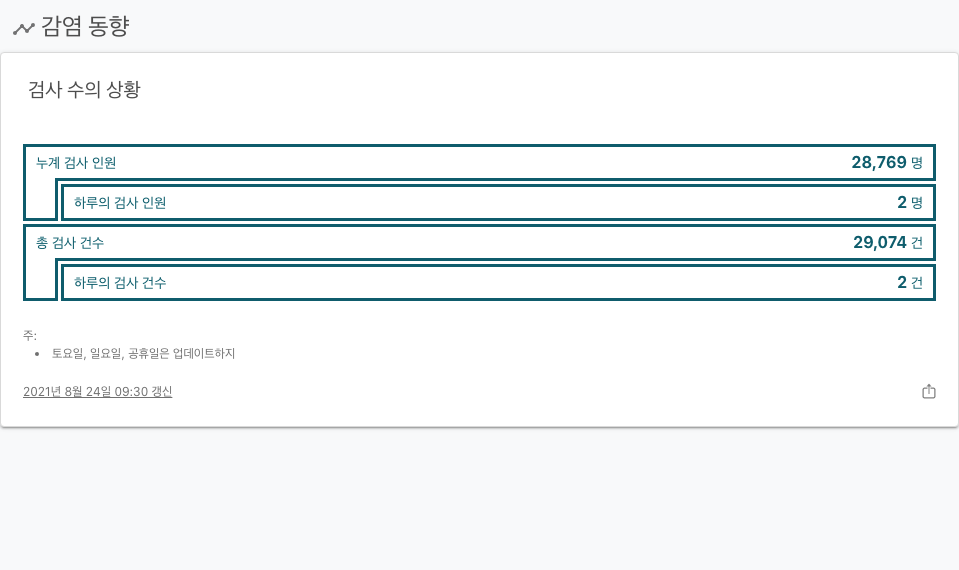 감염 동향
검사 수의 상황
누계 검사 인원 28,769 명
하루의 검사 인원 2 명
총 검사 건수 29,074 건
하루의 검사 건수 2 건
주:
• 토요일, 일요일, 공휴일은 업데이트하지
2021년 8월 24일 09:30 갱신